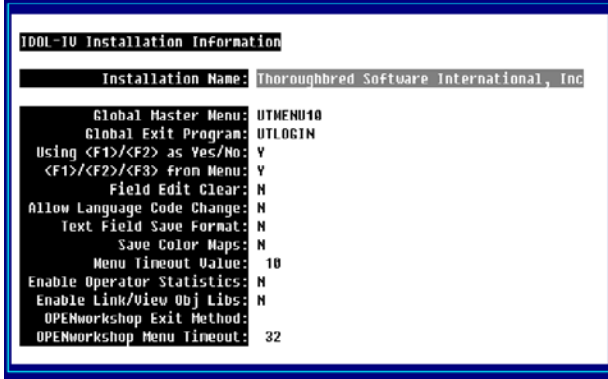 IDOL-IV Installation Information
Installation Name: Thoroughbred Software International, Inc
Global Master Menu: UTMENU10
Global Exit Program: UTLOGIN
Using <F1>/<F2> as Yes/No: Y
<F1>/<F2>/<F3> from Menu: Y
Field Edit Clear: N
Allow Language Code Change: N
Text Field Save Format: N
Save Color Maps: N
Menu Timeout Value: 10
Enable Operator Statistics: N
Enable Link/View Obj Libs: N
OPENworkshop Exit Method:
OPENworkshop Menu Timeout: 32